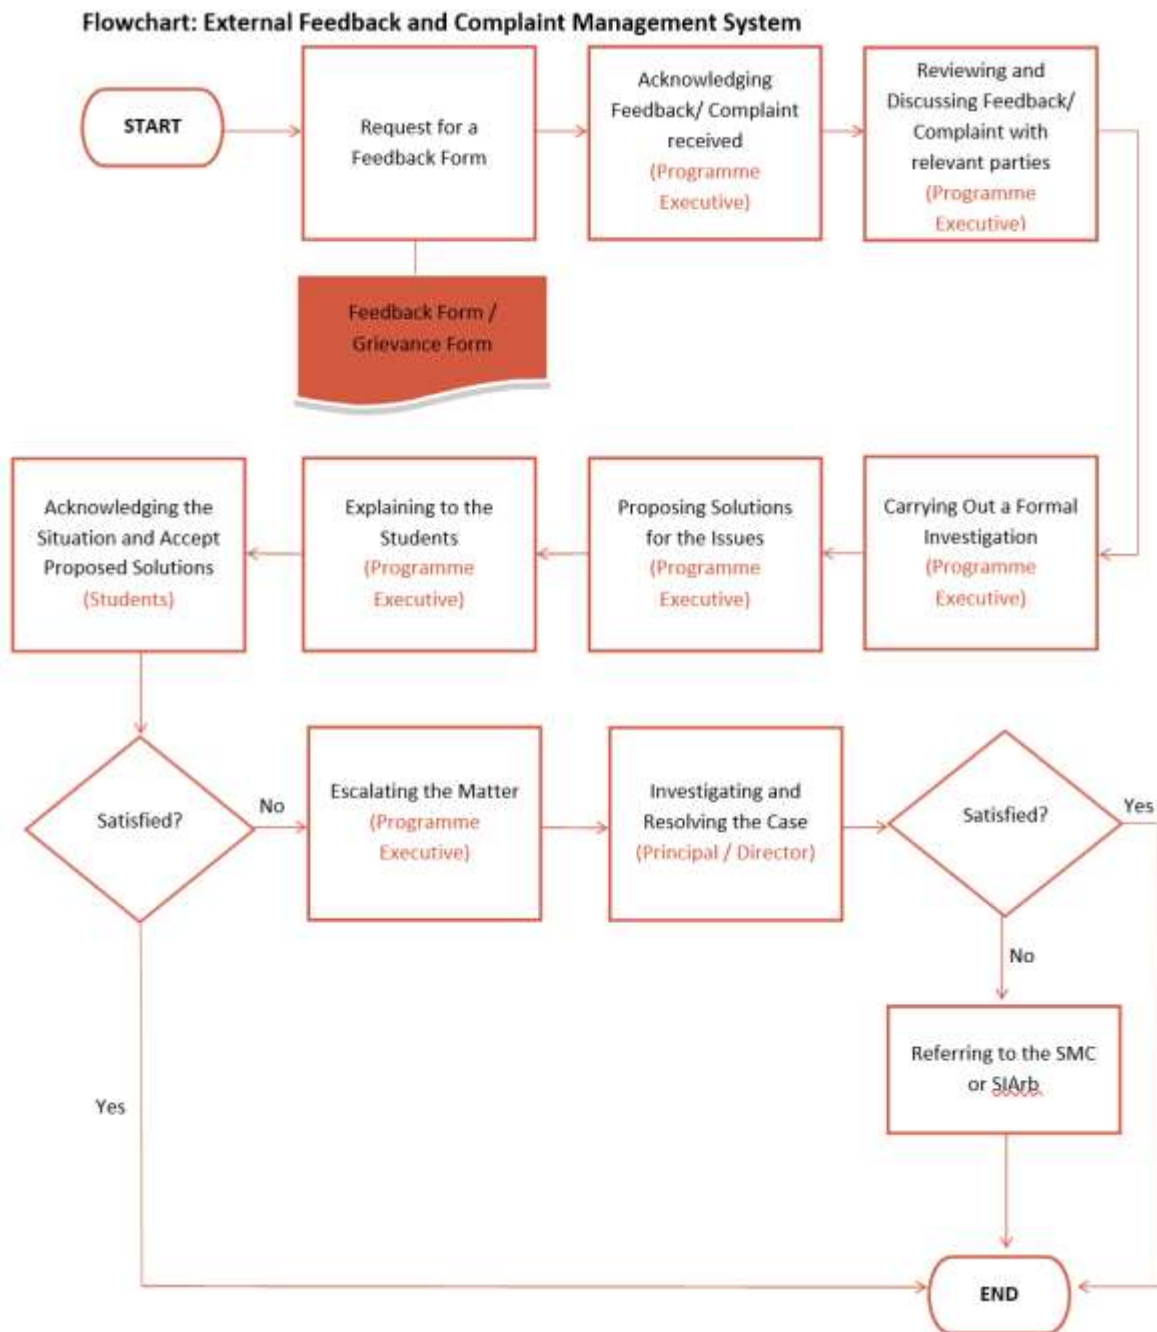 Flowchart: External Feedback and Complaint Management System
START
Request for a
Feedback Form
Acknowledging
Feedback/ Complaint
received
(Programme
Executive)
Reviewing and
Discussing Feedback/
Complaint with
relevant parties
(Programme
Executive)
Feedback Form /
Grievance Form
Acknowledging the
Situation and Accept
Proposed Solutions
(Students)
Explaining to the
Students
(Programme
Executive)
Proposing Solutions
for the Issues
(Programme
Executive)
Carrying Out a Formal
Investigation
(Programme
Executive)
Satisfied?
No
Escalating the Matter
(Programme
Executive)
Investigating and
Resolving the Case
(Principal / Director)
Satisfied?
Yes
No
Referring to the SMC
or SIArb
Yes
END